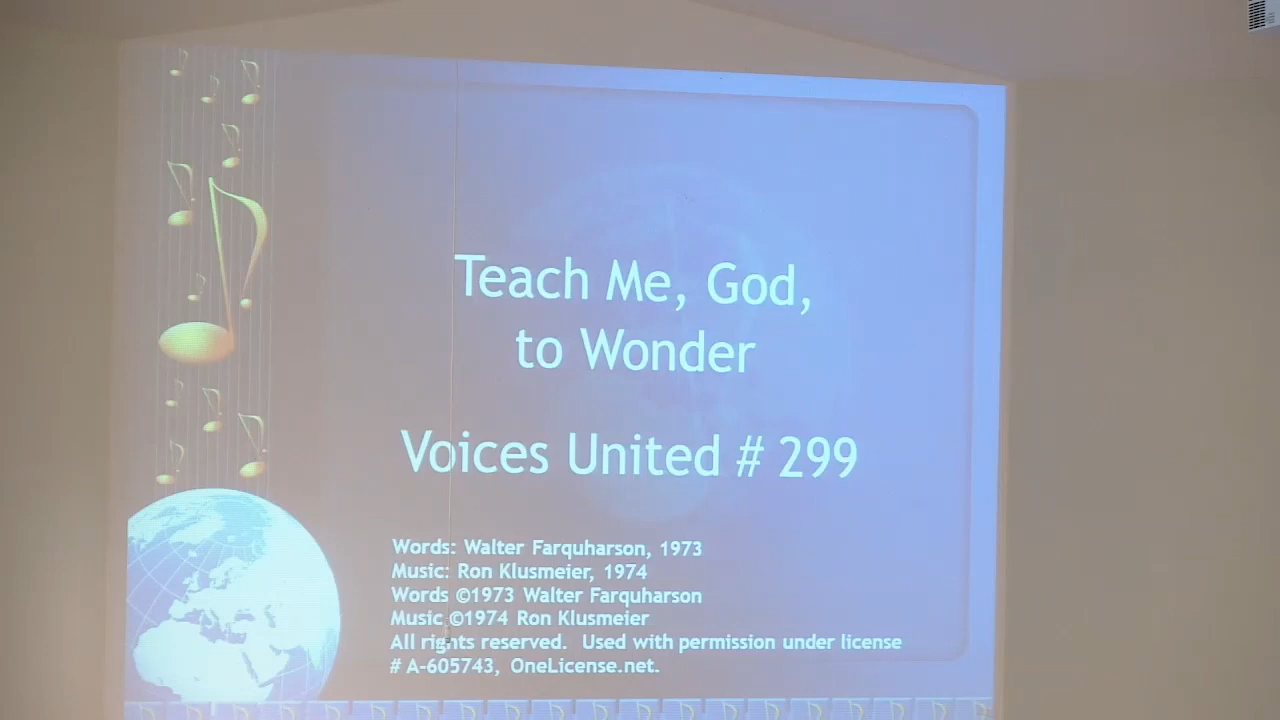 Teach Me, God,
to Wonder
Voices United # 299
Words: Walter Farquharson, 1973
Music: Ron Klusmeier, 1974
Words ©1973 Walter Farquharson
Music ©1974 Ron Klusmeier
All rights reserved.  Used with permission under license
# A-605743, OneLicense.net.